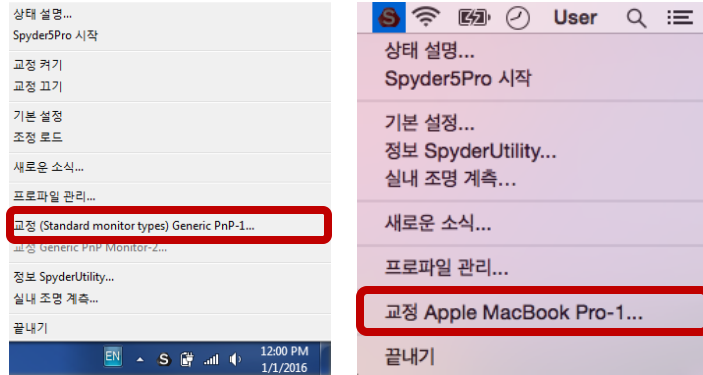 상태 설명...
Spyder5Pro 시작
교정 켜기
교정 끄기
기본 설정
조정 로드
새로운 소식...
프로파일 관리...
교정 (Standard monitor types) Generic PnP-1...
교정 Generic PnP Monitor-2...
정보 SpyderUtility...
실내 조명 계측...
끝내기
EN S 12:00 PM
1/1/2016
S User
상태 설명...
Spyder5Pro 시작
기본 설정...
정보 SpyderUtility...
실내 조명 계측...
새로운 소식...
프로파일 관리...
교정 Apple MacBook Pro-1...
끝내기